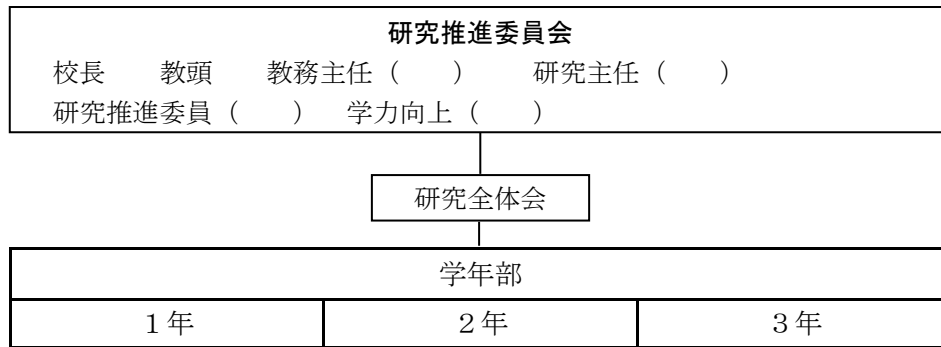 研究推進委員会
校長　　教頭　　教務主任（　　）　　　研究主任（　　）
研究推進委員（　　）　学力向上（　　）
研究全体会
学年部
１年　２年　３年